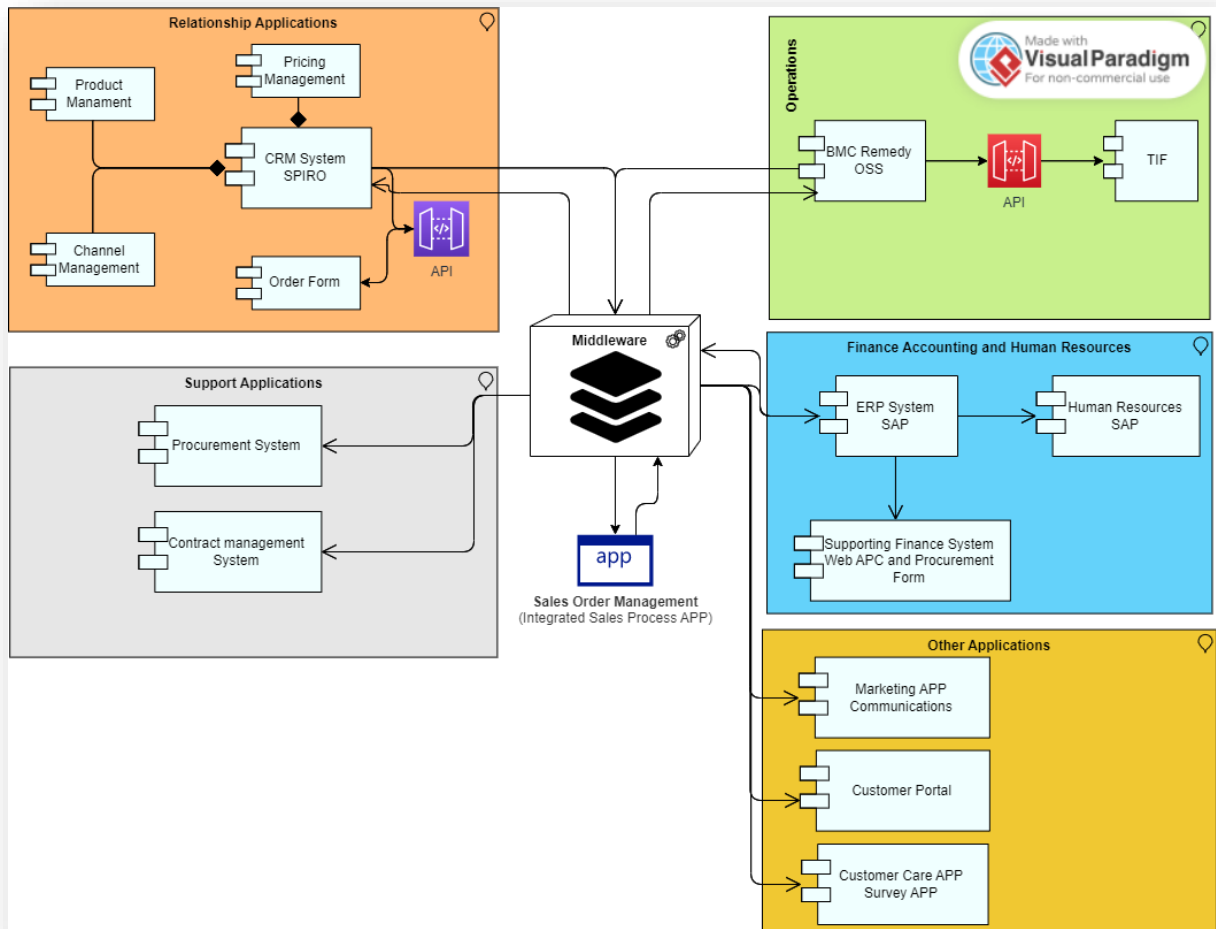 Relationship Applications
Pricing
Management
Product
Manament
CRM System
SPIRO
Channel
Management
Order Form
API
Operations
Made with
Visual Paradigm
For non-commercial use
BMC Remedy
OSS
API
TIF
Middleware
Support Applications
Procurement System
Contract management
System
app
Sales Order Management
(Integrated Sales Process APP)
Finance Accounting and Human Resources
ERP System
SAP
Human Resources
SAP
Supporting Finance System
Web APC and Procurement
Form
Other Applications
Marketing APP
Communications
Customer Portal
Customer Care APP
Survey APP